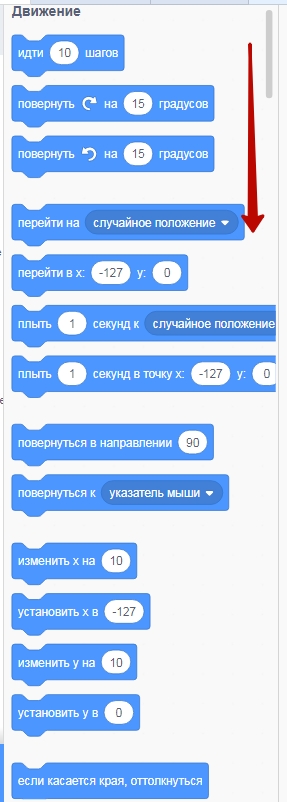 Движение
идти 10 шагов
повернуть на 15 градусов
повернуть на 15 градусов
перейти на случайное положение
перейти в x: -127 y: 0
плыть 1 секунд к случайное положение
плыть 1 секунд в точку x: -127 y: 0
повернуться в направлении 90
повернуться к указатель мыши
изменить x на 10
установить x в -127
изменить y на 10
установить y в 0
если касается края, оттолкнуться